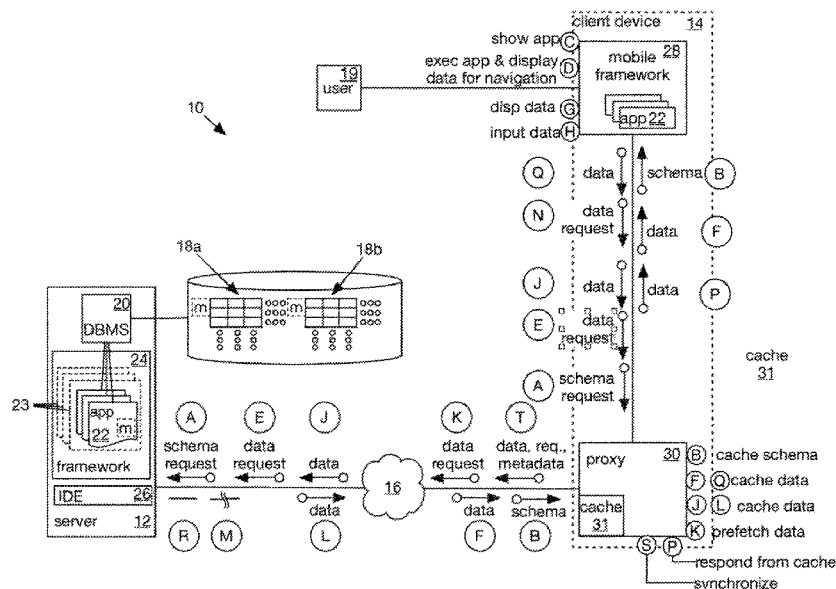 client device 14
show app C
exec app & display D
data for navigation
mobile 28
framework
19
user
disp data G
app 22
input data H
10
Q data schema B
N data
request data F
18a 18b
J data data P
20
DBMS
m m
E data
request
cache
31
24
A schema
request
23
app
22 m
A E J K T
schema data data data data, req.,
request request request metadata
framework
proxy 30 B cache schema
16
F Q cache data
IDE 26
cache
31
J L cache data
server 12
data data schema
K prefetch data
R M L F B
S P
respond from cache
synchronize